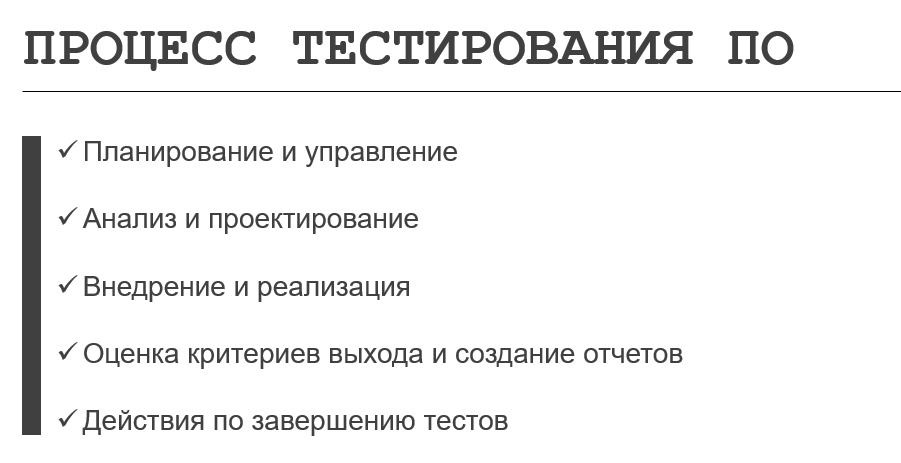 ПРОЦЕСС ТЕСТИРОВАНИЯ ПО
✓ Планирование и управление
✓ Анализ и проектирование
✓ Внедрение и реализация
✓ Оценка критериев выхода и создание отчетов
✓ Действия по завершению тестов